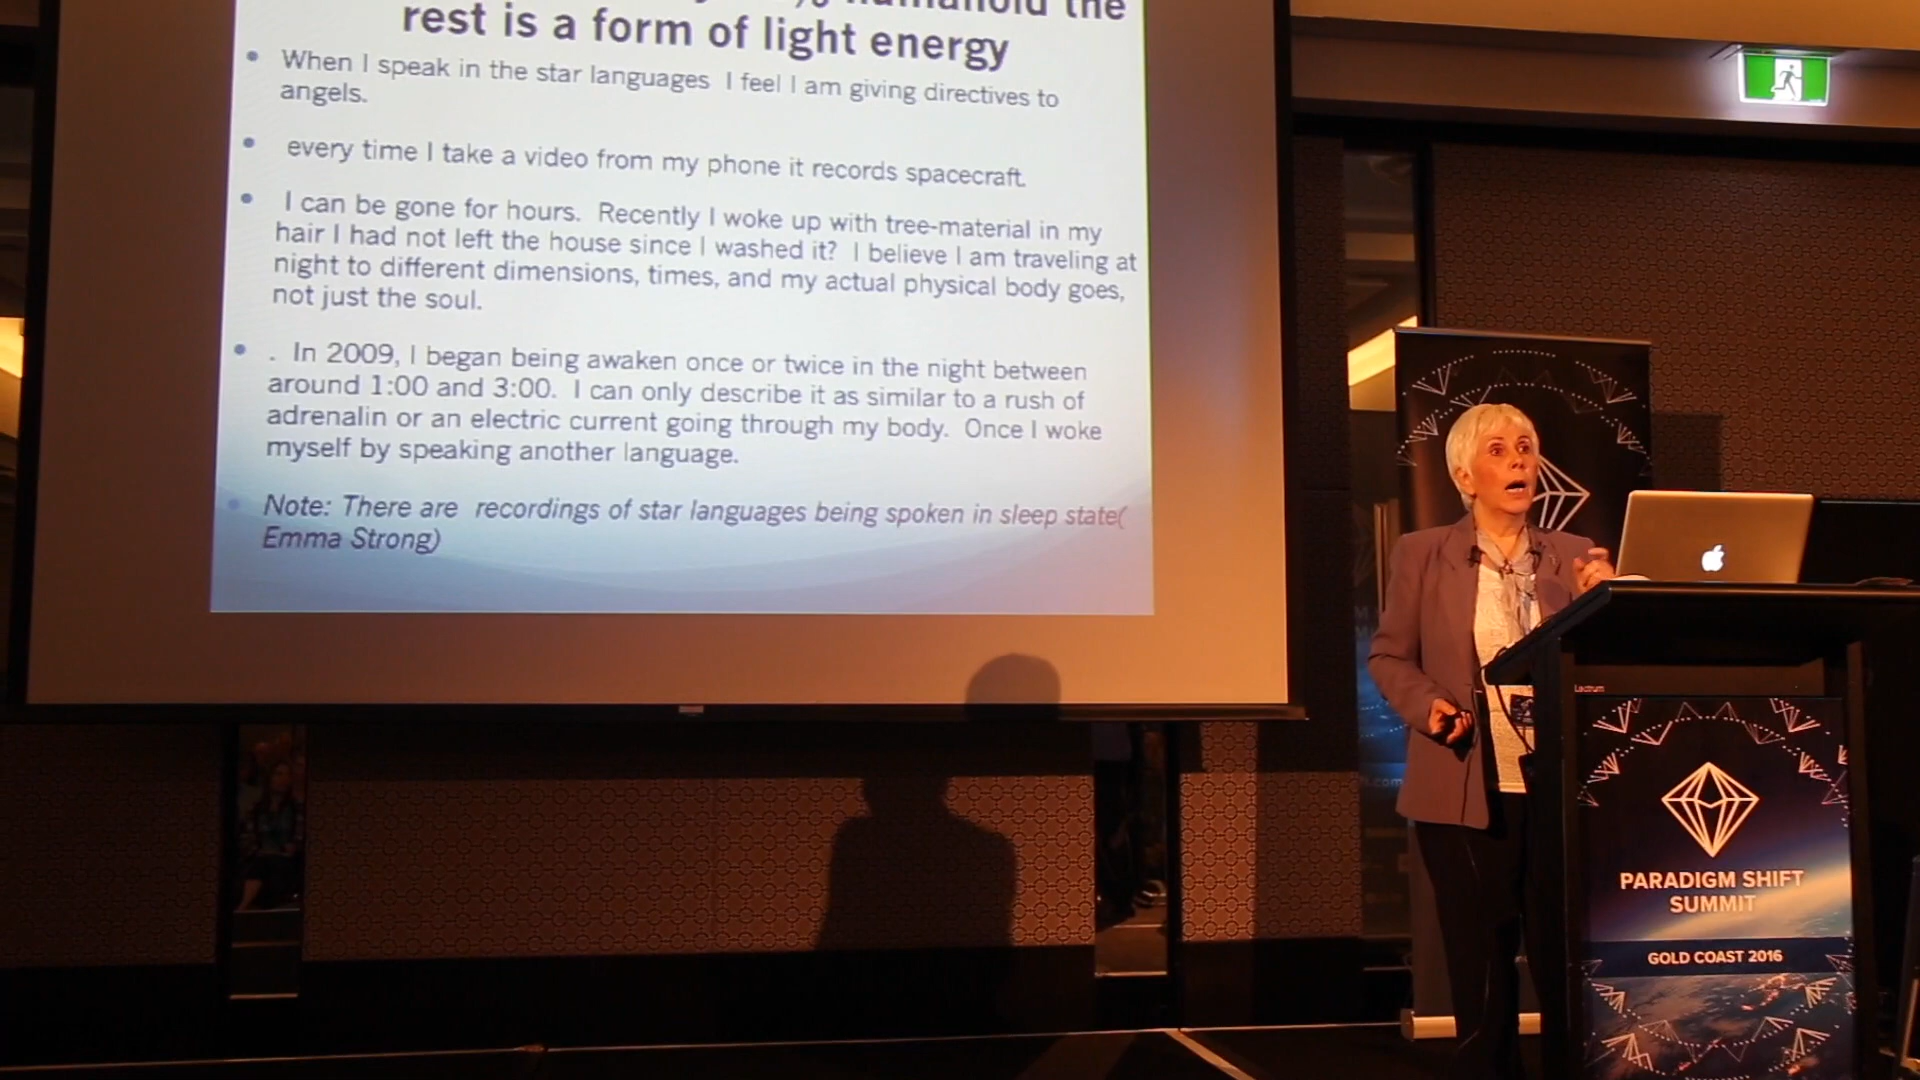 humanoid the
rest is a form of light energy
• When I speak in the star languages I feel I am giving directives to
angels.
• every time I take a video from my phone it records spacecraft.
• I can be gone for hours. Recently I woke up with tree-material in my
hair I had not left the house since I washed it? I believe I am traveling at
night to different dimensions, times, and my actual physical body goes,
not just the soul.
• . In 2009, I began being awaken once or twice in the night between
around 1:00 and 3:00. I can only describe it as similar to a rush of
adrenalin or an electric current going through my body. Once I woke
myself by speaking another language.
• Note: There are recordings of star languages being spoken in sleep state(
Emma Strong)
Lectrum
PARADIGM SHIFT
SUMMIT
GOLD COAST 2016